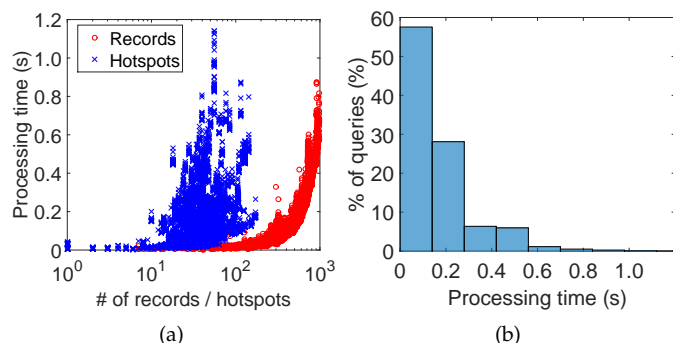 1.2
1.0
0.8
0.6
0.4
0.2
0
Processing time (s)
Records
Hotspots
10^0 10^1 10^2 10^3
# of records / hotspots
(a)
60
50
40
30
20
10
0
% of queries (%)
0 0.2 0.4 0.6 0.8 1.0
Processing time (s)
(b)